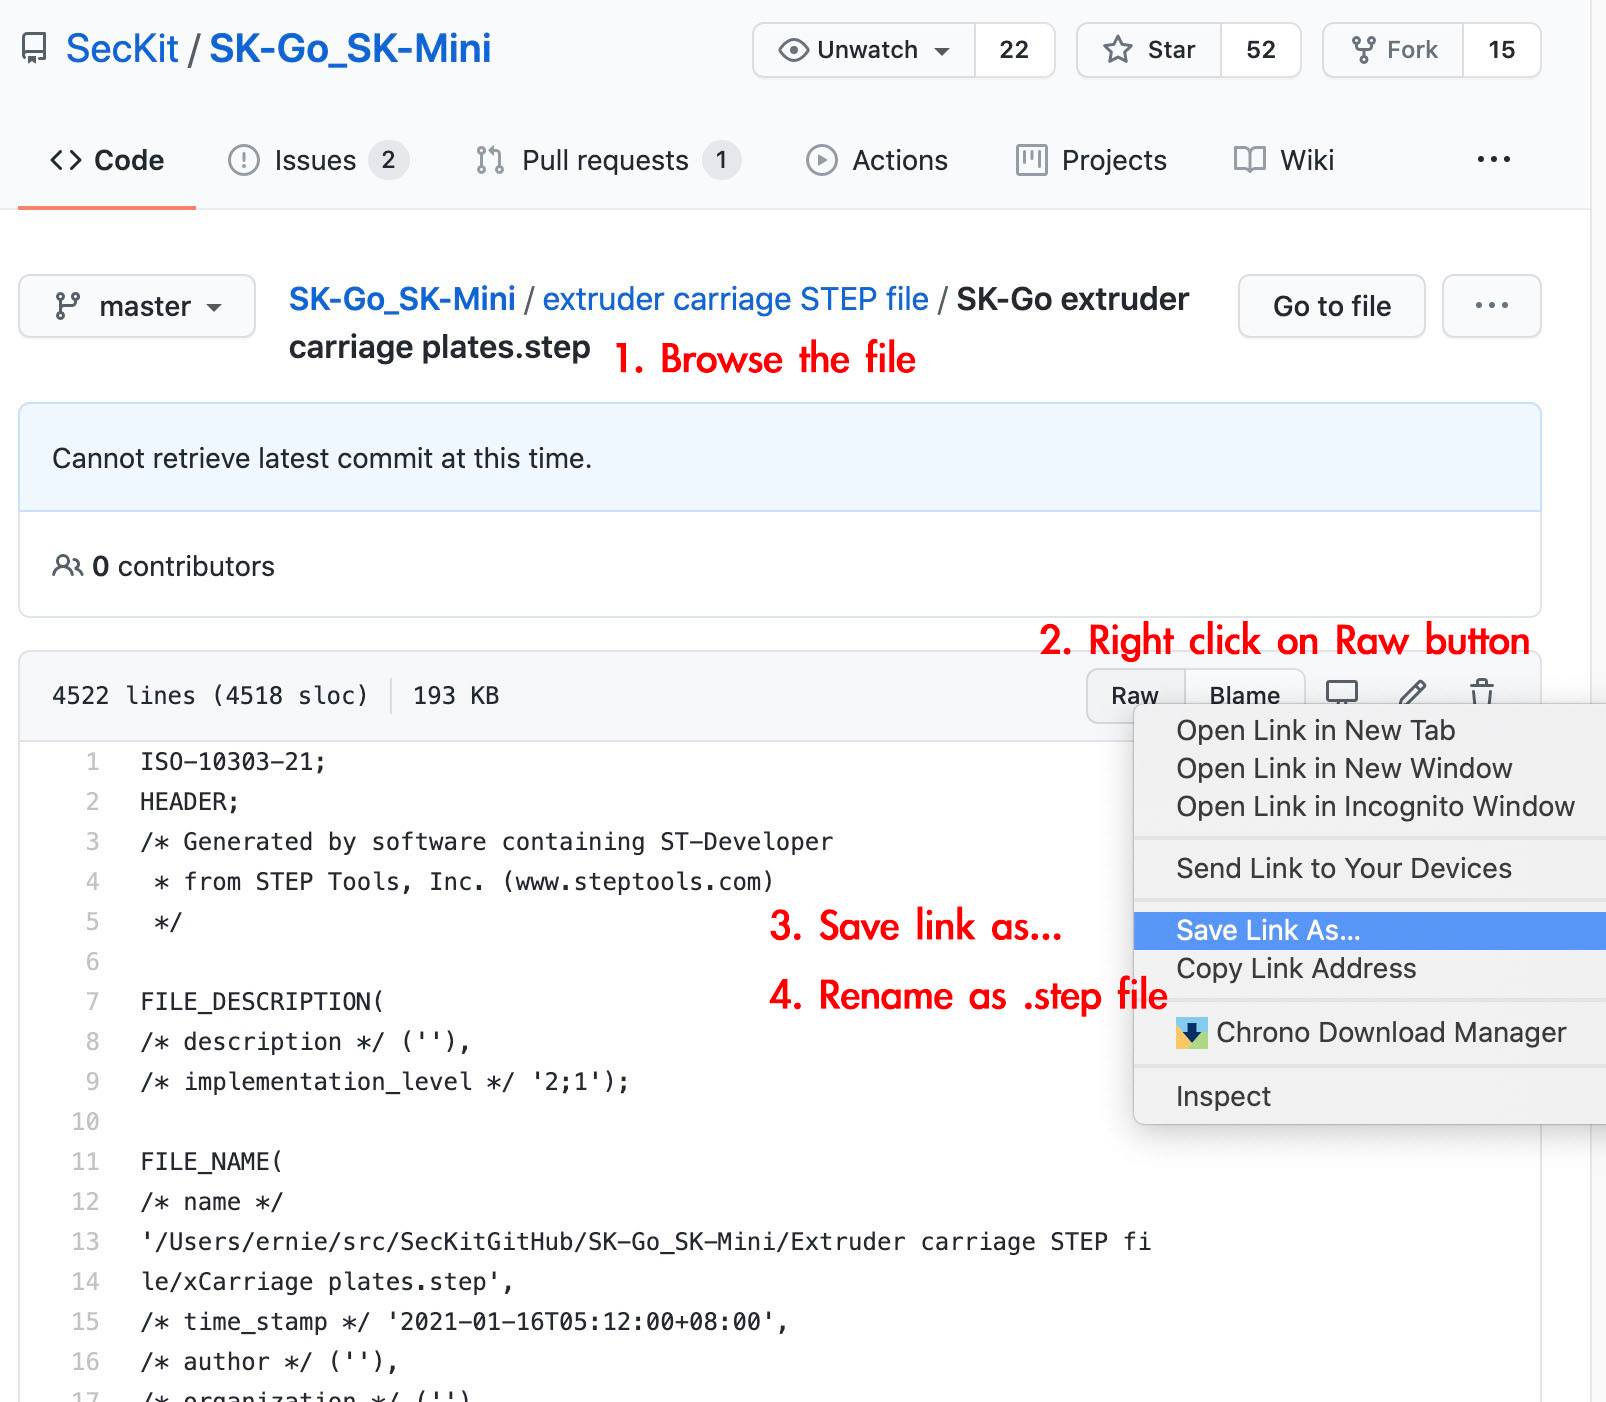 SecKit / SK-Go_SK-Mini
Unwatch 22
Star 52
Fork 15
Code
Issues 2
Pull requests 1
Actions
Projects
Wiki
master
SK-Go_SK-Mini / extruder carriage STEP file / SK-Go extruder
carriage plates.step
1. Browse the file
Go to file
Cannot retrieve latest commit at this time.
0 contributors
2. Right click on Raw button
4522 lines (4518 sloc) 193 KB
Raw
Blame
1 ISO-10303-21;
2 HEADER;
3 /* Generated by software containing ST-Developer
4 * from STEP Tools, Inc. (www.steptools.com)
5 */
6
7 FILE_DESCRIPTION(
8 /* description */ (''),
9 /* implementation_level */ '2;1');
10
11 FILE_NAME(
12 /* name */
13 '/Users/ernie/src/SecKitGitHub/SK-Go_SK-Mini/Extruder carriage STEP fi
14 le/xCarriage plates.step',
15 /* time_stamp */ '2021-01-16T05:12:00+08:00',
16 /* author */ (''),
17 /* organization */ ('')
Open Link in New Tab
Open Link in New Window
Open Link in Incognito Window
Send Link to Your Devices
3. Save link as...
Save Link As...
Copy Link Address
4. Rename as .step file
Chrono Download Manager
Inspect